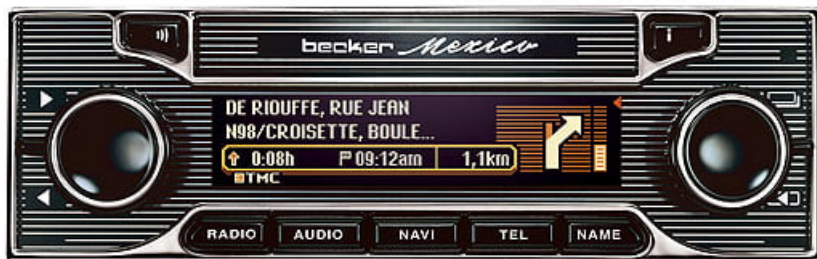 becker Mexico
DE RIOUFFE, RUE JEAN
N98/CROISETTE, BOULE...
0:08h 09:12am 1,1km
TMC
RADIO AUDIO NAVI TEL NAME